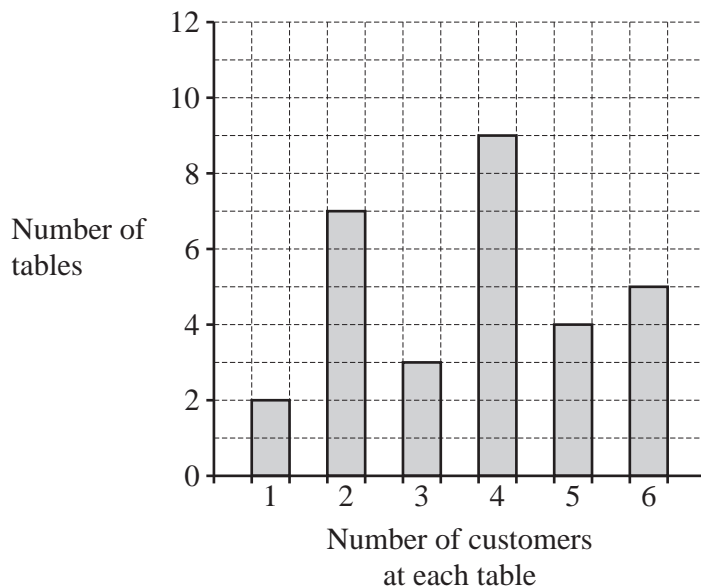 12
10
8
Number of
tables
6
4
2
0
1 2 3 4 5 6
Number of customers
at each table